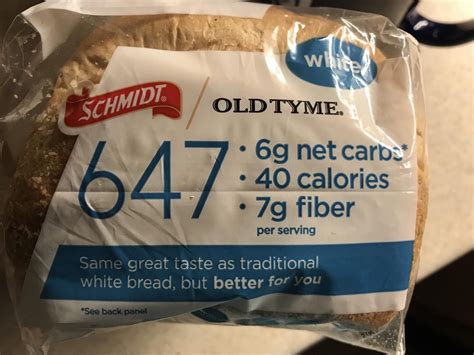 white
SCHMIDT®
OLD TYME®
647
• 6g net carbs*
• 40 calories
• 7g fiber
per serving
Same great taste as traditional
white bread, but better for you
*See back panel